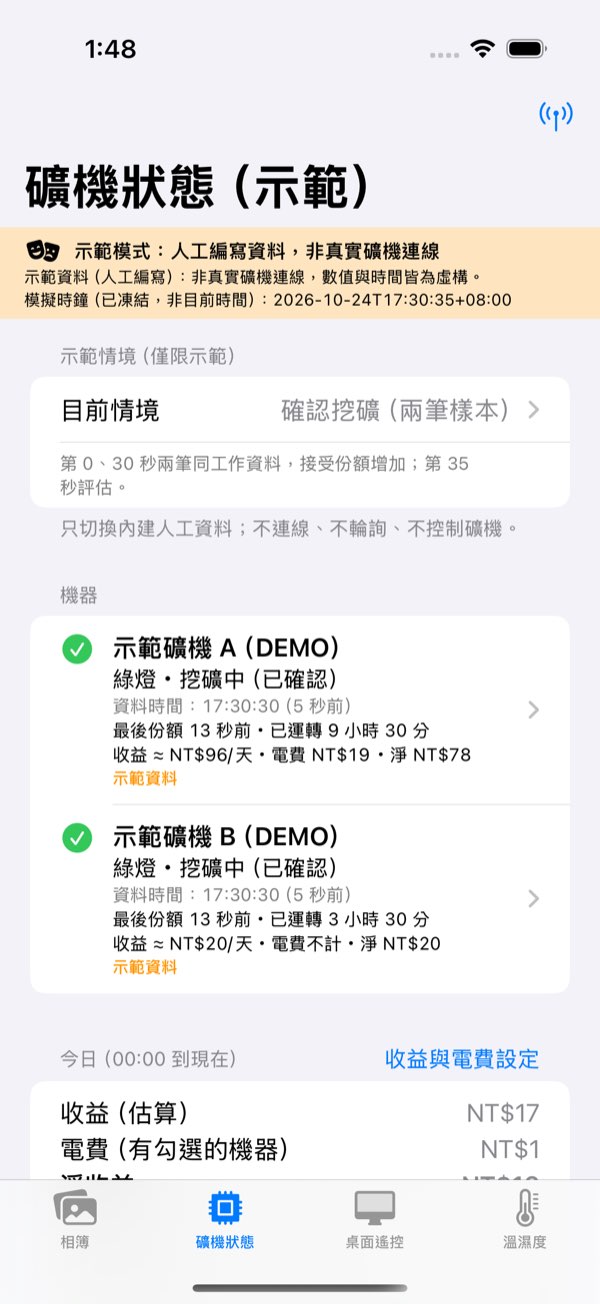 1:48
礦機狀態（示範）
示範模式：人工編寫資料，非真實礦機連線
示範資料（人工編寫）：非真實礦機連線，數值與時間皆為虛構。
模擬時鐘（已凍結，非目前時間）：2026-10-24T17:30:35+08:00
示範情境（僅限示範）
目前情境 確認挖礦（兩筆樣本）
第 0、30 秒兩筆同工作資料，接受份額增加；第 35
秒評估。
只切換內建人工資料；不連線、不輪詢、不控制礦機。
機器
示範礦機 A（DEMO）
綠燈・挖礦中（已確認）
資料時間：17:30:30（5 秒前）
最後份額 13 秒前・已運轉 9 小時 30 分
收益 ≈ NT$96/天・電費 NT$19・淨 NT$78
示範資料
示範礦機 B（DEMO）
綠燈・挖礦中（已確認）
資料時間：17:30:30（5 秒前）
最後份額 13 秒前・已運轉 3 小時 30 分
收益 ≈ NT$20/天・電費不計・淨 NT$20
示範資料
今日（00:00 到現在） 收益與電費設定
收益（估算） NT$17
電費（有勾選的機器） NT$1
相簿 礦機狀態 桌面遙控 溫濕度